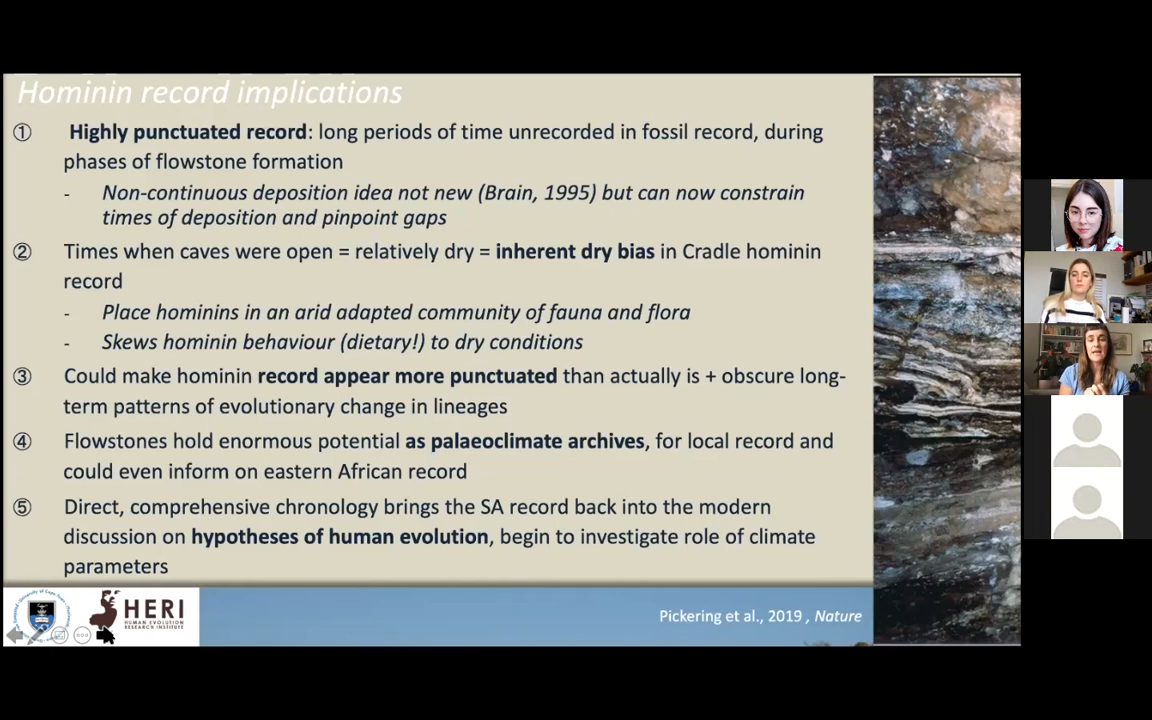 Hominin record implications
① Highly punctuated record: long periods of time unrecorded in fossil record, during
phases of flowstone formation
- Non-continuous deposition idea not new (Brain, 1995) but can now constrain
times of deposition and pinpoint gaps
② Times when caves were open = relatively dry = inherent dry bias in Cradle hominin
record
- Place hominins in an arid adapted community of fauna and flora
- Skews hominin behaviour (dietary!) to dry conditions
③ Could make hominin record appear more punctuated than actually is + obscure long-
term patterns of evolutionary change in lineages
④ Flowstones hold enormous potential as palaeoclimate archives, for local record and
could even inform on eastern African record
⑤ Direct, comprehensive chronology brings the SA record back into the modern
discussion on hypotheses of human evolution, begin to investigate role of climate
parameters
HERI
HUMAN EVOLUTION
RESEARCH INSTITUTE
Pickering et al., 2019 , Nature